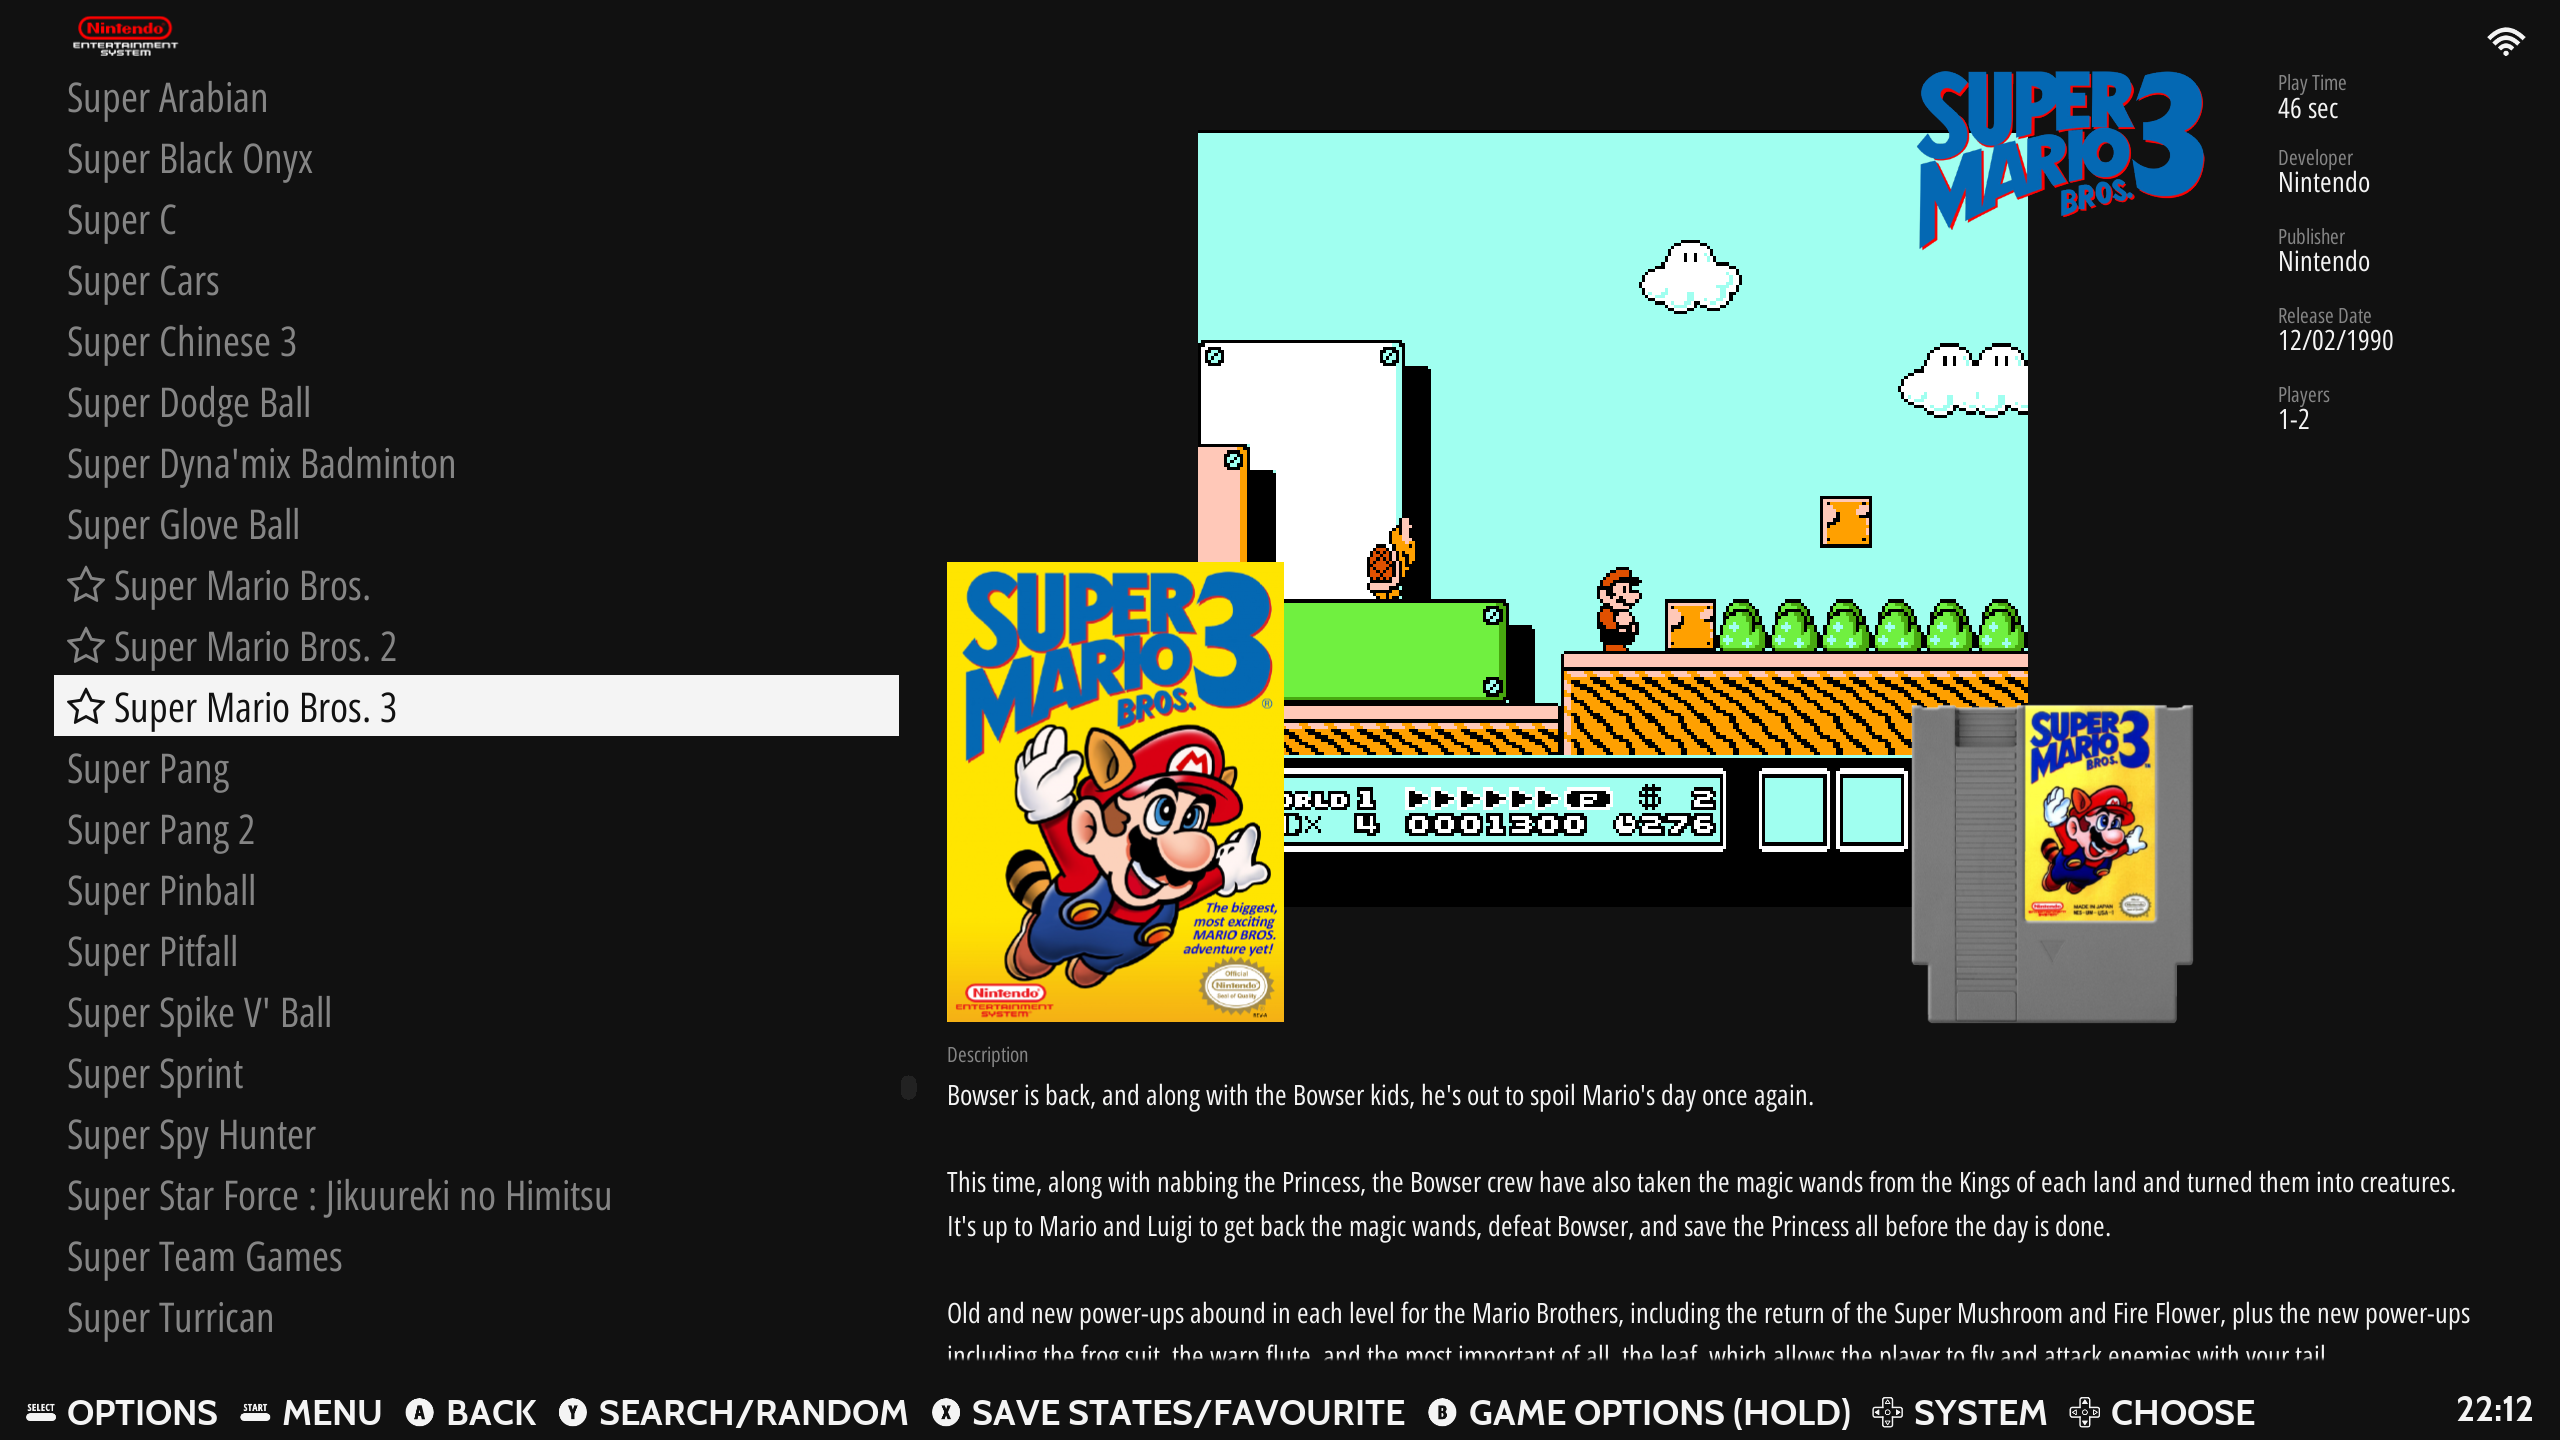 Nintendo
ENTERTAINMENT
SYSTEM
Super Arabian
Super Black Onyx
Super C
Super Cars
Super Chinese 3
Super Dodge Ball
Super Dyna'mix Badminton
Super Glove Ball
Super Mario Bros.
Super Mario Bros. 2
Super Mario Bros. 3
Super Pang
Super Pang 2
Super Pinball
Super Pitfall
Super Spike V' Ball
Super Sprint
Super Spy Hunter
Super Star Force : Jikuureki no Himitsu
Super Team Games
Super Turrican
SUPER
MARIO
BROS. 3
Play Time
46 sec
Developer
Nintendo
Publisher
Nintendo
Release Date
12/02/1990
Players
1-2
SUPER
MARIO
BROS. 3
®
The biggest,
most exciting
MARIO BROS.
adventure yet!
Nintendo
ENTERTAINMENT
SYSTEM
Official
Nintendo
Seal of Quality
ORLD 1 P $ 2
× 4 0001300 276
SUPER
MARIO
BROS. 3
Nintendo
MADE IN JAPAN
Description
Bowser is back, and along with the Bowser kids, he's out to spoil Mario's day once again.
This time, along with nabbing the Princess, the Bowser crew have also taken the magic wands from the Kings of each land and turned them into creatures.
It's up to Mario and Luigi to get back the magic wands, defeat Bowser, and save the Princess all before the day is done.
Old and new power-ups abound in each level for the Mario Brothers, including the return of the Super Mushroom and Fire Flower, plus the new power-ups
including the frog suit, the warp flute, and the most important of all, the leaf, which allows the player to fly and attack enemies with your tail
SELECT OPTIONS START MENU A BACK Y SEARCH/RANDOM X SAVE STATES/FAVOURITE B GAME OPTIONS (HOLD) SYSTEM CHOOSE 22:12